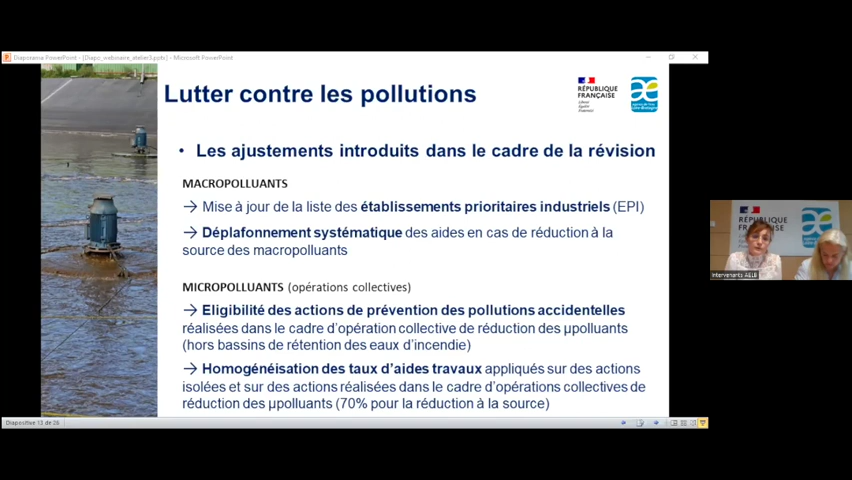 Diaporama PowerPoint - [Diapo_webinaire_atelier3.pptx] - Microsoft PowerPoint
Lutter contre les pollutions
RÉPUBLIQUE
FRANÇAISE
Liberté
Égalité
Fraternité
• Les ajustements introduits dans le cadre de la révision
MACROPOLLUANTS
→ Mise à jour de la liste des établissements prioritaires industriels (EPI)
→ Déplafonnement systématique des aides en cas de réduction à la
source des macropolluants
MICROPOLLUANTS (opérations collectives)
→ Eligibilité des actions de prévention des pollutions accidentelles
réalisées dans le cadre d'opération collective de réduction des µpolluants
(hors bassins de rétention des eaux d'incendie)
→ Homogénéisation des taux d'aides travaux appliqués sur des actions
isolées et sur des actions réalisées dans le cadre d'opérations collectives de
réduction des µpolluants (70% pour la réduction à la source)
Diapositive 13 de 26
RÉPUBLIQUE
FRANÇAISE
Intervenants AELB